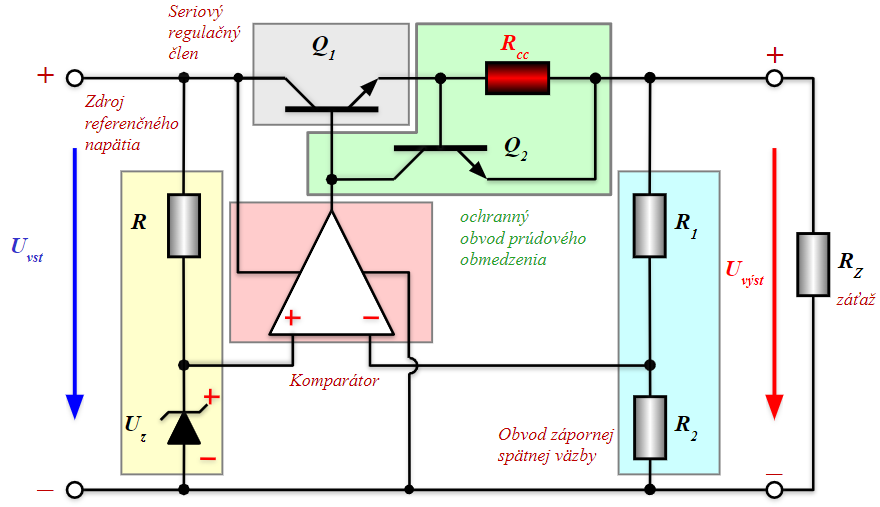 Seriový
regulačný
člen
Q1
Rcc
+
+
Zdroj
referenčného
napätia
Q2
R
ochranný
obvod prúdového
obmedzenia
R1
Uvst
Uvýst
RZ
záťaž
+
−
Komparátor
+
Uz
−
Obvod zápornej
spätnej väzby
R2
−
−